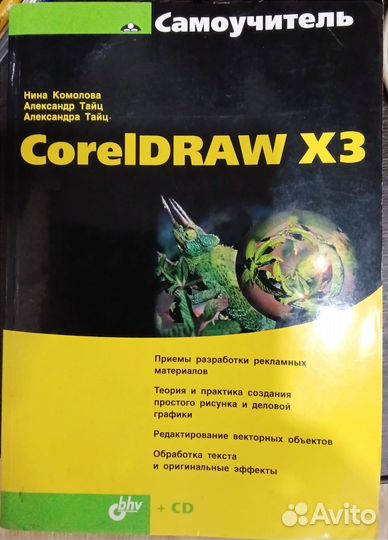 Самоучитель
Нина Комолова
Александр Тайц
Александра Тайц
CorelDRAW X3
Приемы разработки рекламных
материалов
Теория и практика создания
простого рисунка и деловой
графики
Редактирование векторных объектов
Обработка текста
и оригинальные эффекты
bhv + CD
Avito